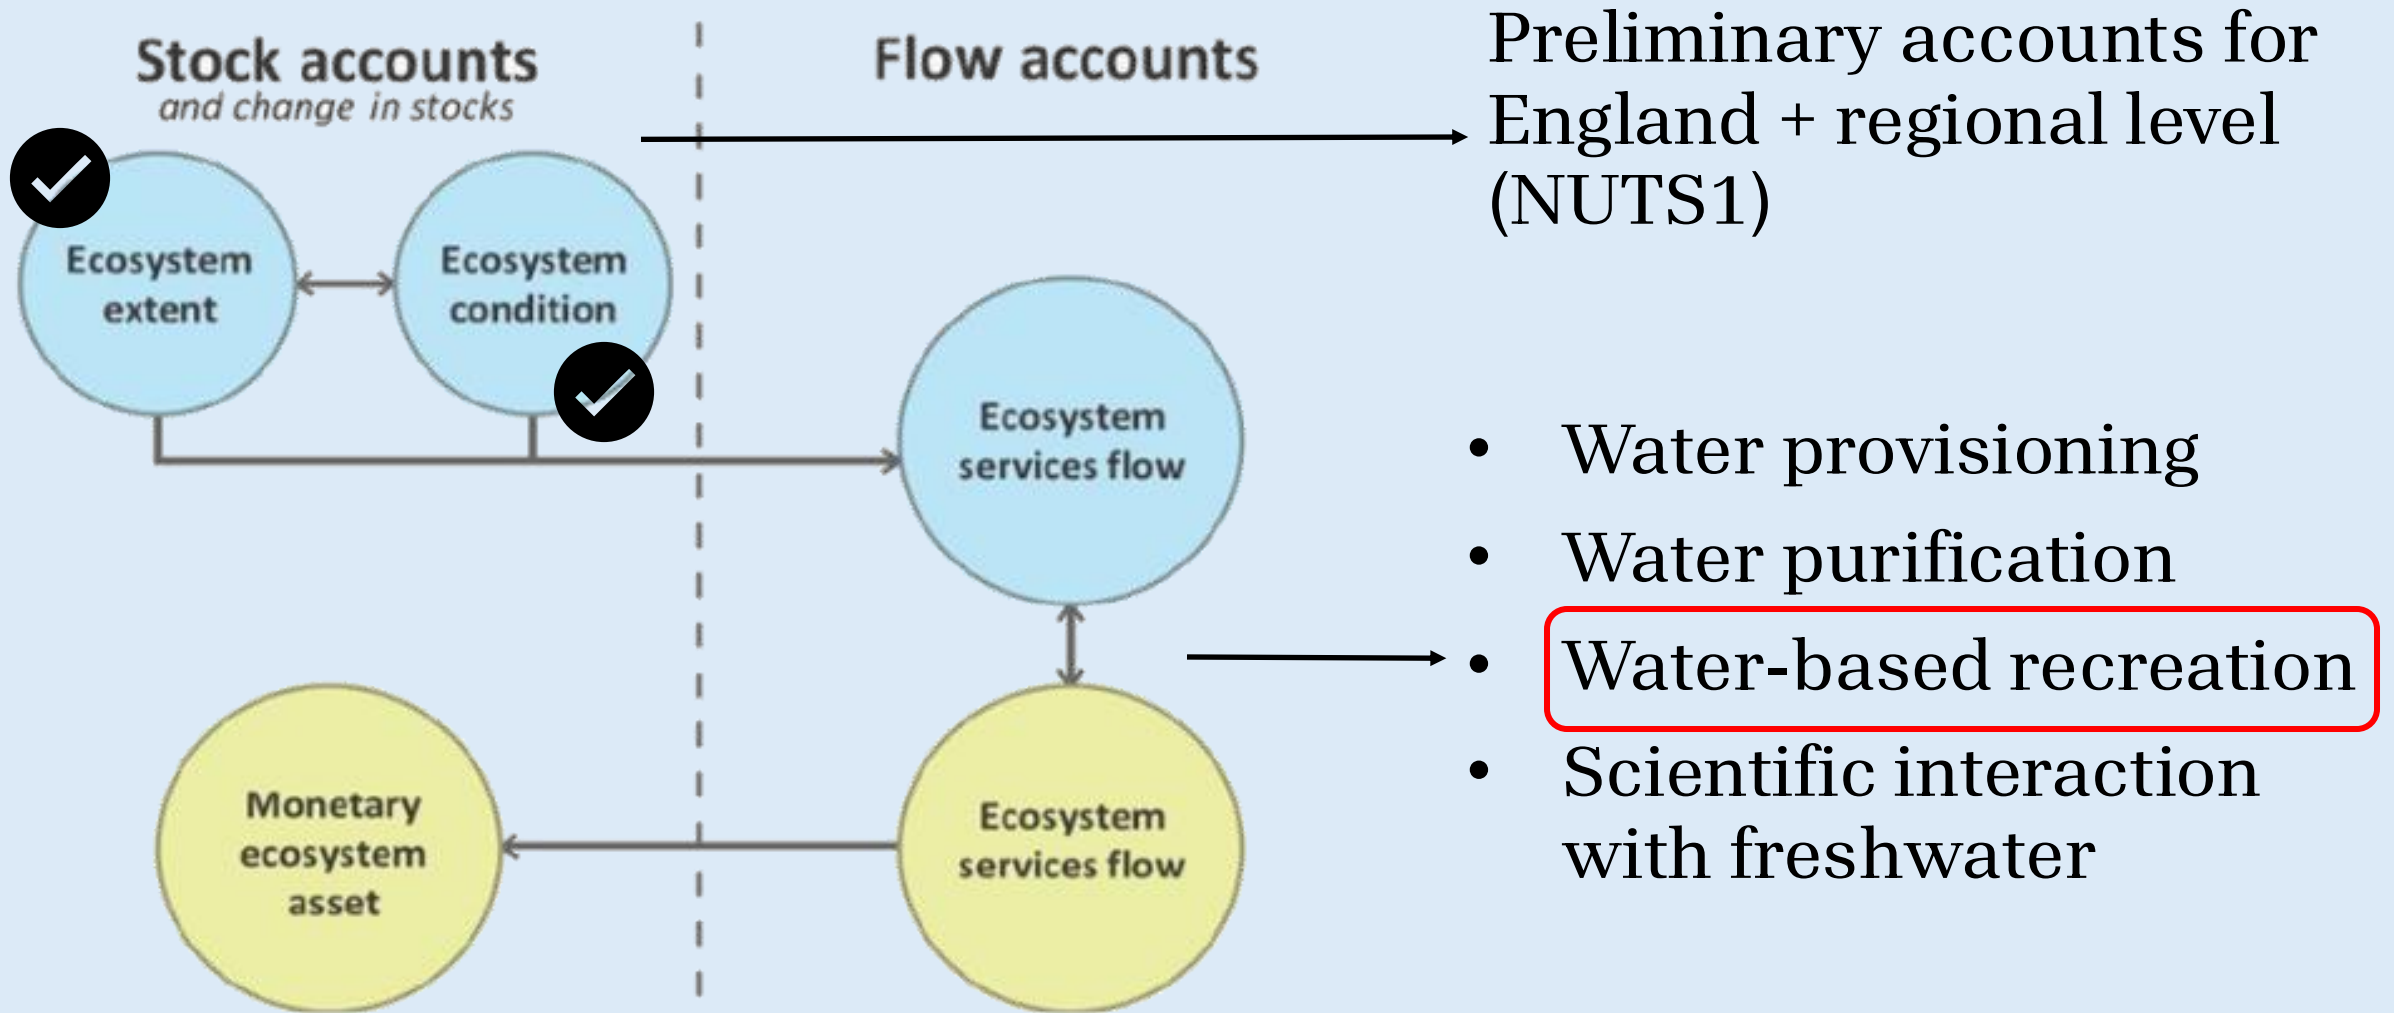 Stock accounts
and change in stocks
Flow accounts
Preliminary accounts for
England + regional level
(NUTS1)
Ecosystem
extent
Ecosystem
condition
Ecosystem
services flow
• Water provisioning
• Water purification
• Water-based recreation
• Scientific interaction
with freshwater
Monetary
ecosystem
asset
Ecosystem
services flow